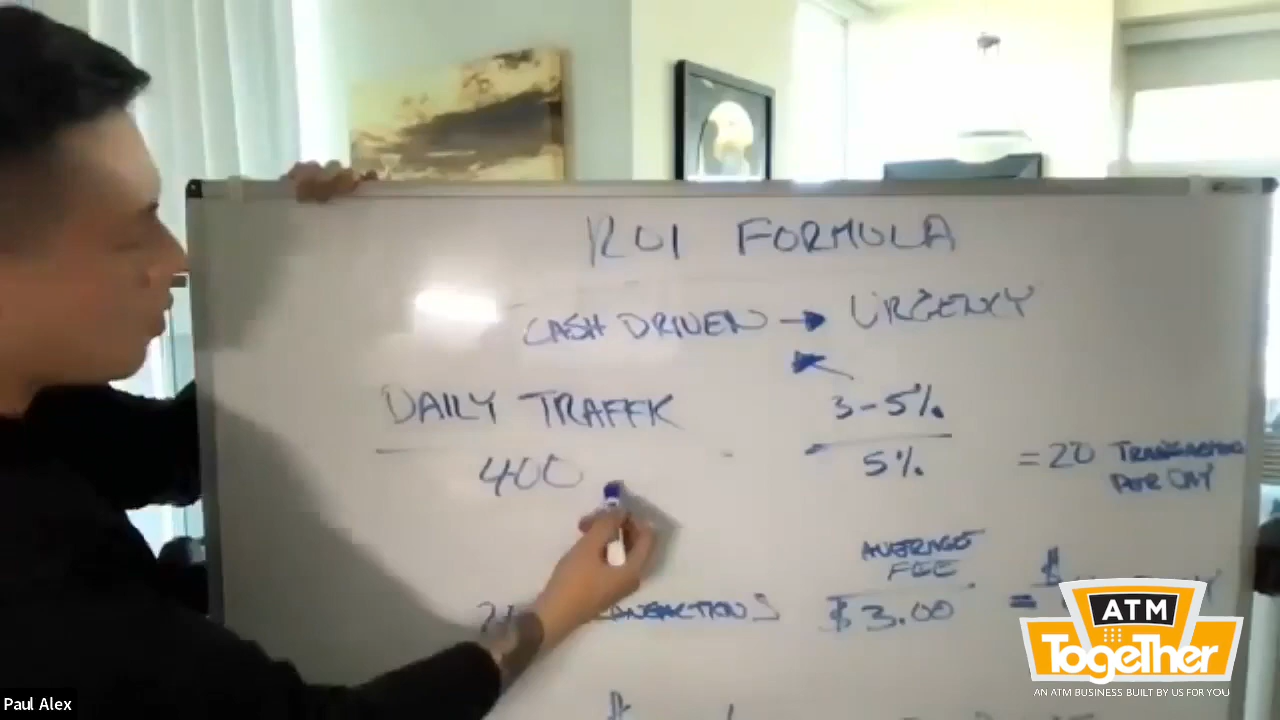 ROI FORMULA
CASH DRIVEN → URGENCY
DAILY TRAFFIC
3-5%
400
5%
= 20 TRANSACTIONS
PER DAY
AVERAGE
FEE
TRANSACTIONS
$3.00
= $
$
ATM
TogeTher
AN ATM BUSINESS BUILT BY US FOR YOU
Paul Alex